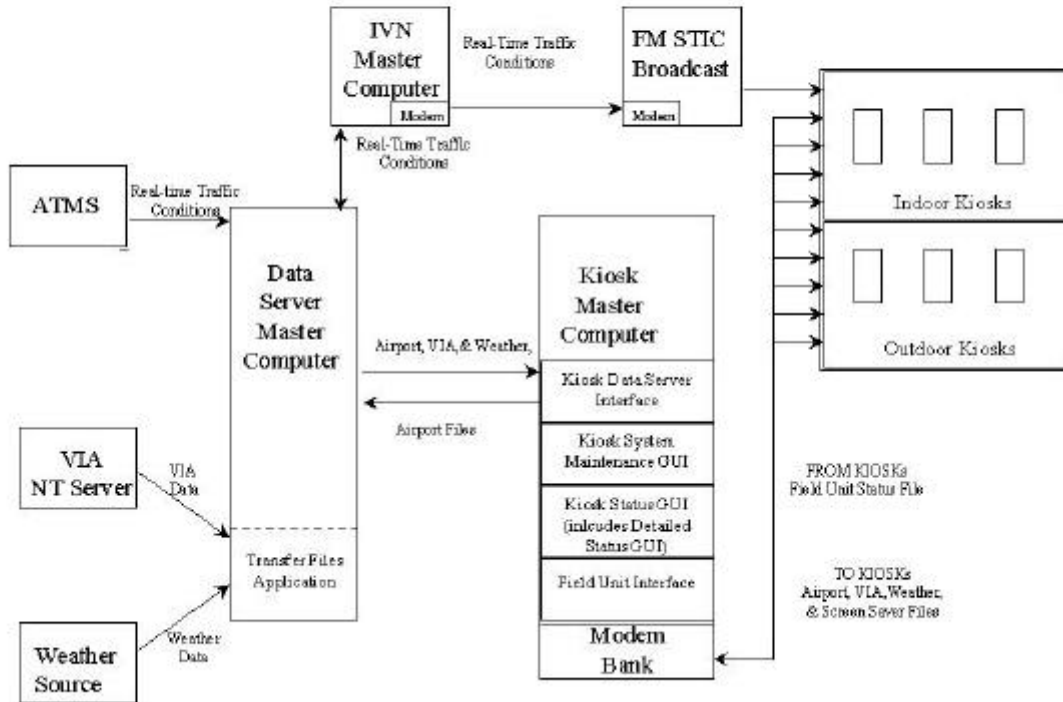 IVN
Master
Computer
Modem
Real-Time Traffic
Conditions
FM STIC
Broadcast
Modem
Real-Time Traffic
Conditions
ATMS
Real-time Traffic
Conditions
Indoor Kiosks
Outdoor Kiosks
Data
Server
Master
Computer
Kiosk
Master
Computer
Airport, VIA, & Weather,
Airport Files
Kiosk Data Server
Interface
Kiosk System
Maintenance GUI
Kiosk Status GUI
(inlcudes Detailed
Status GUI)
Field Unit Interface
Modem
Bank
VIA
NT Server
VIA
Data
Transfer Files
Application
Weather
Source
Weather
Data
FROM KIOSKs
Field Unit Status File
TO KIOSKs
Airport, VIA, Weather,
& Screen Sever Files